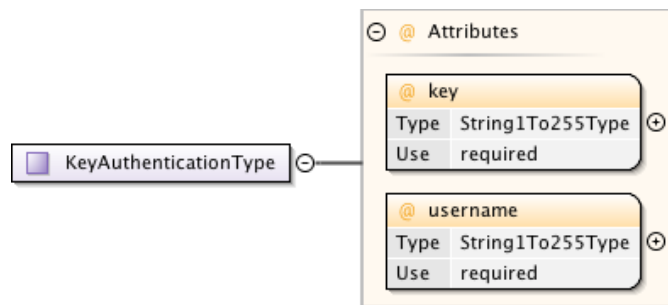 @ Attributes
@ key
Type String1To255Type
Use required
KeyAuthenticationType
@ username
Type String1To255Type
Use required